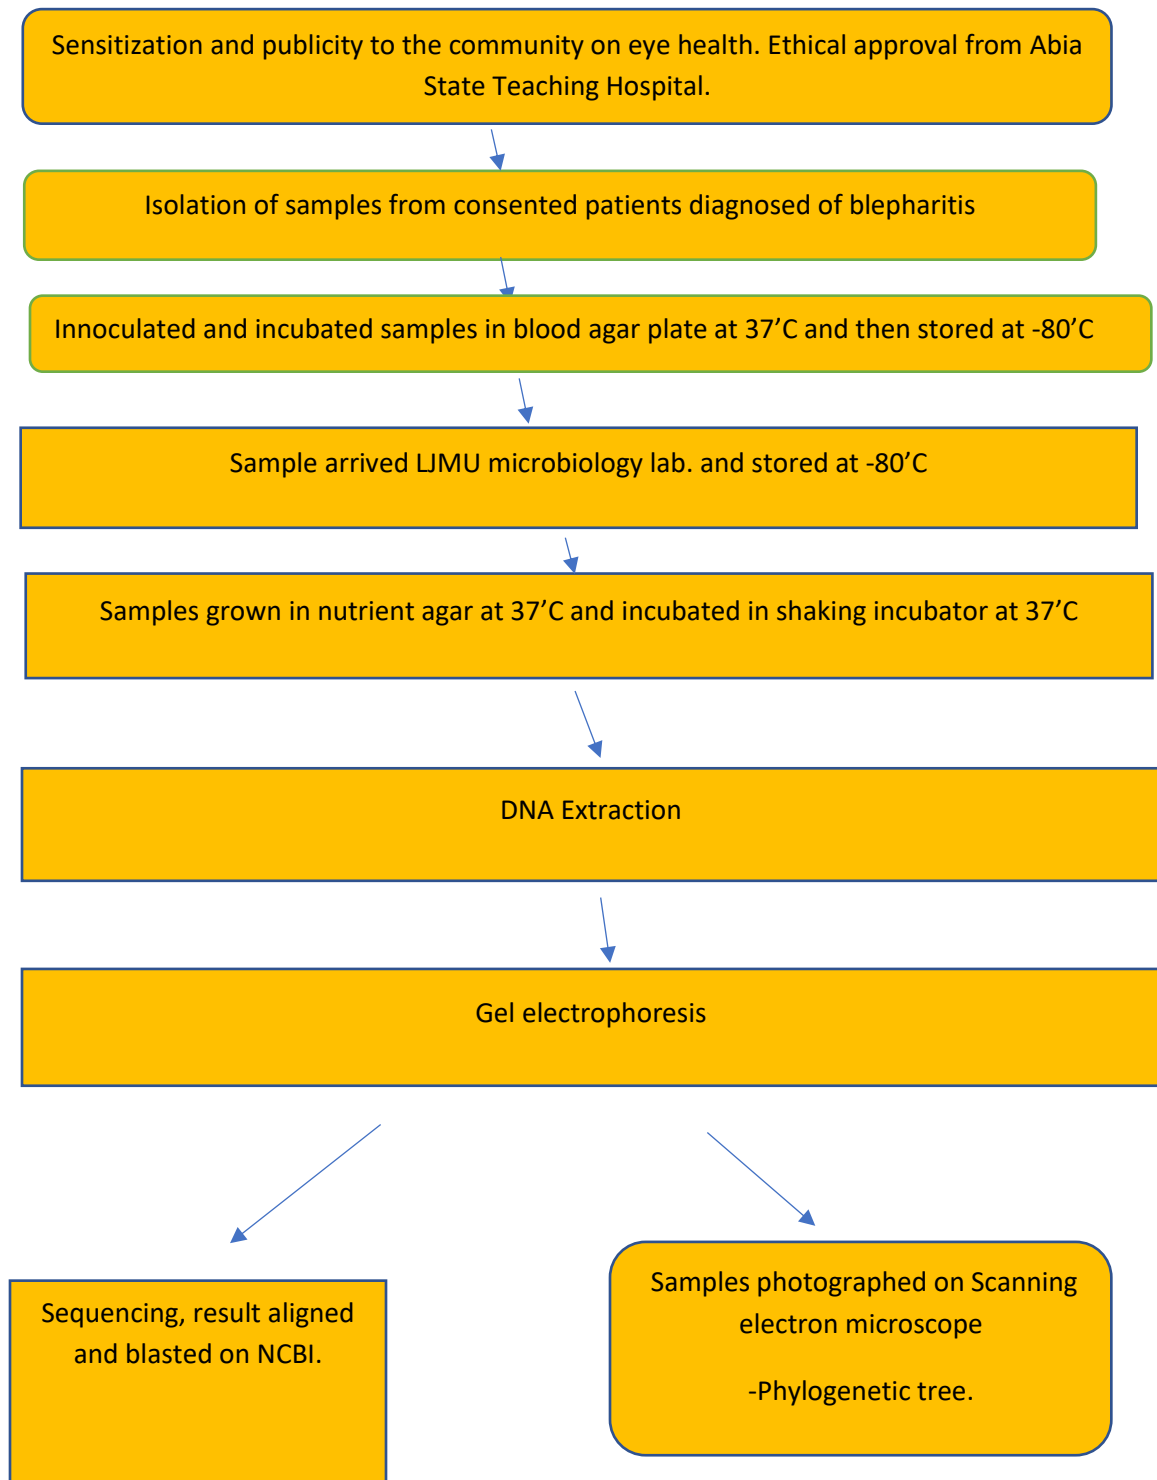 Sensitization and publicity to the community on eye health. Ethical approval from Abia
State Teaching Hospital.
Isolation of samples from consented patients diagnosed of blepharitis
Innoculated and incubated samples in blood agar plate at 37’C and then stored at -80’C
Sample arrived LJMU microbiology lab. and stored at -80’C
Samples grown in nutrient agar at 37’C and incubated in shaking incubator at 37’C
DNA Extraction
Gel electrophoresis
Sequencing, result aligned
and blasted on NCBI.
Samples photographed on Scanning
electron microscope
-Phylogenetic tree.